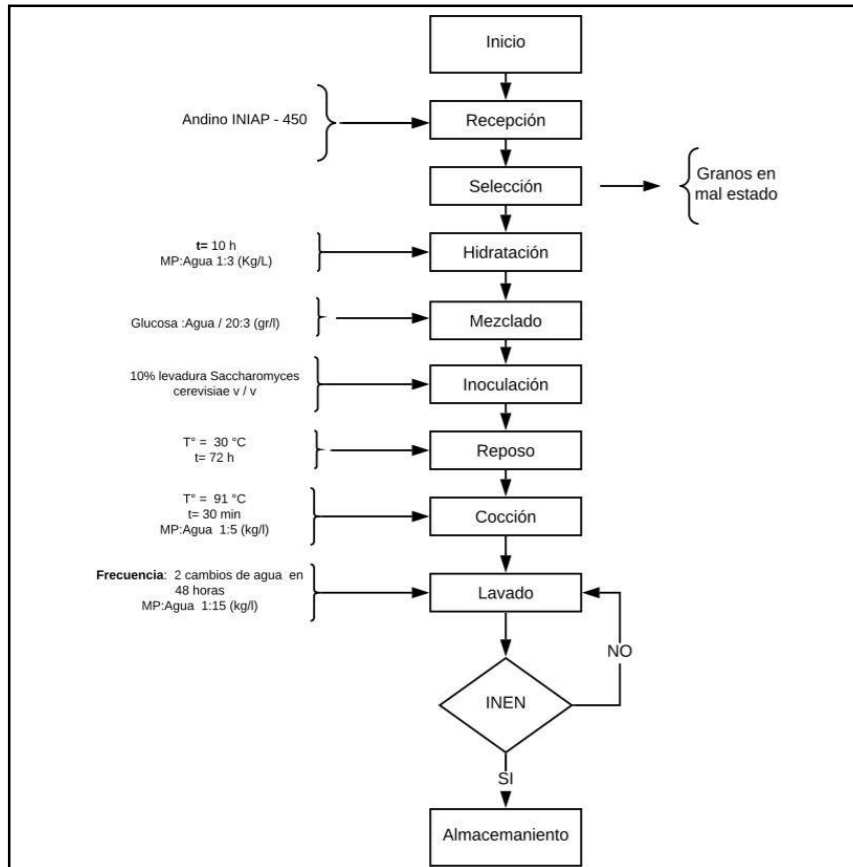 Inicio
Andino INIAP - 450
Recepción
Selección
Granos en
mal estado
t= 10 h
MP:Agua 1:3 (Kg/L)
Hidratación
Glucosa :Agua / 20:3 (gr/l)
Mezclado
10% levadura Saccharomyces
cerevisiae v / v
Inoculación
T° = 30 °C
t= 72 h
Reposo
T° = 91 °C
t= 30 min
MP:Agua 1:5 (kg/l)
Cocción
Frecuencia: 2 cambios de agua en
48 horas
MP:Agua 1:15 (kg/l)
Lavado
NO
INEN
SI
Almacemaniento